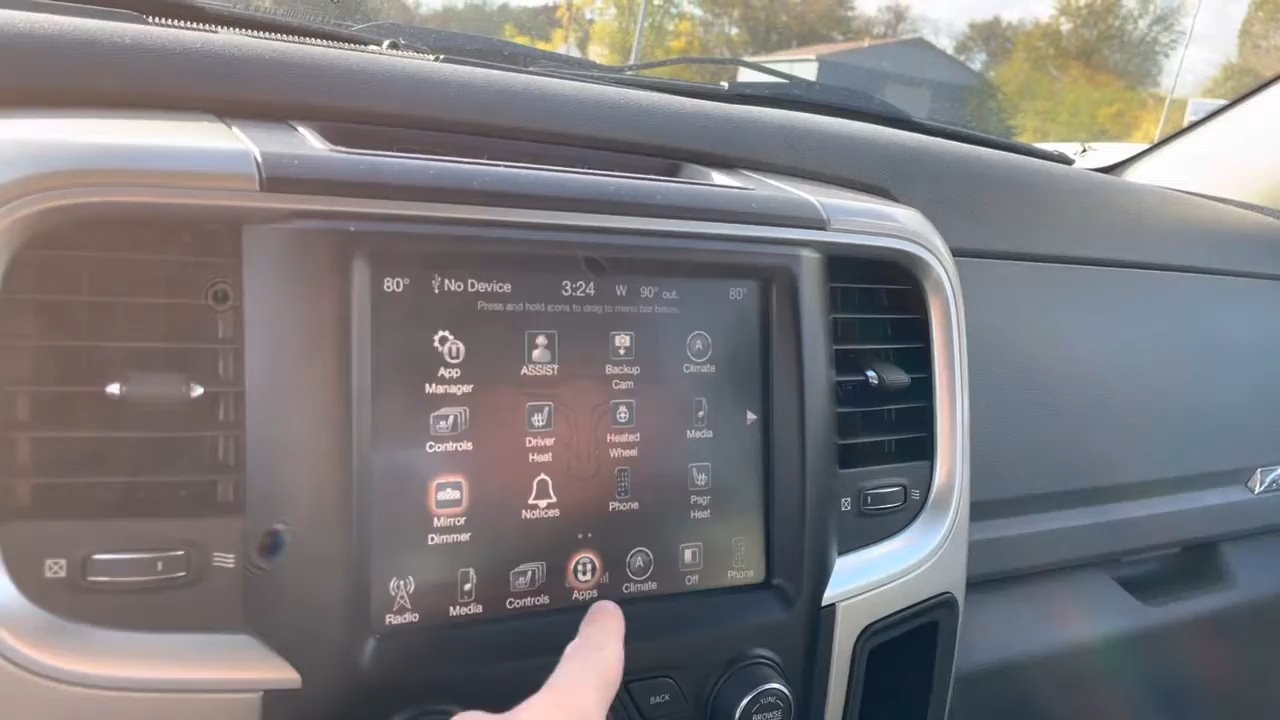 80° No Device 3:24 W 90° out. 80°
Press and hold icons to drag to menu bar below.
App
Manager
ASSIST
Backup
Cam
A
Climate
Controls
Driver
Heat
Heated
Wheel
Media
Mirror
Dimmer
Notices
Phone
Psgr
Heat
Radio
Media
Controls
Apps
A
Climate
Off
Phone
BACK
TUNE
BROWSE